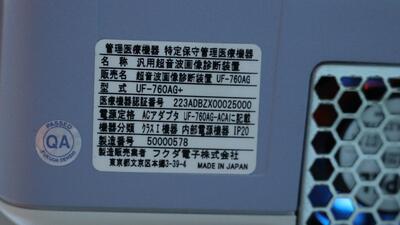 管理医療機器 特定保守管理医療機器
名 称 汎用超音波画像診断装置
販売名 超音波画像診断装置 UF-760AG
型 式 UF-760AG+
医療機器認証番号 223ADBZX00025000
電源定格 ACアダプタ UF-760AG-ACAIに記載
機器分類 クラスⅠ機器 内部電源機器 IP20
製造番号 50000578
製造販売業者 フクダ電子株式会社
東京都文京区本郷 3-39-4 MADE IN JAPAN
PASSED
QA
FUKUDA DENSHI